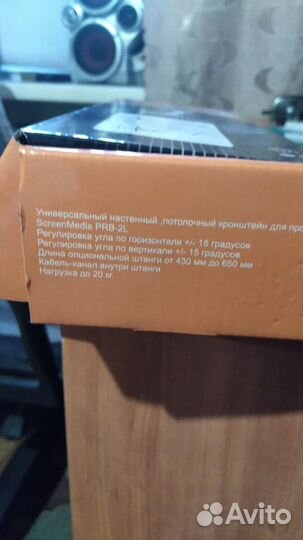 Универсальный настенный ,потолочный кронштейн для
ScreenMedia PRB-2L
Регулировка угла по горизонтали +/- 15 градусов
Регулировка угла по вертикали +/- 15 градусов
Длина опциональной штанги от 430 мм до 650 мм
Кабель-канал внутри штанги
Нагрузка до 20 кг.
Avito